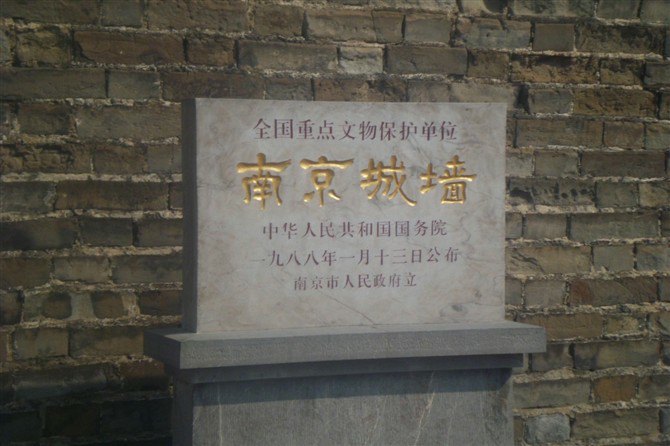 全国重点文物保护单位
南京城墙
中华人民共和国国务院
一九八八年一月十三日公布
南京市人民政府立